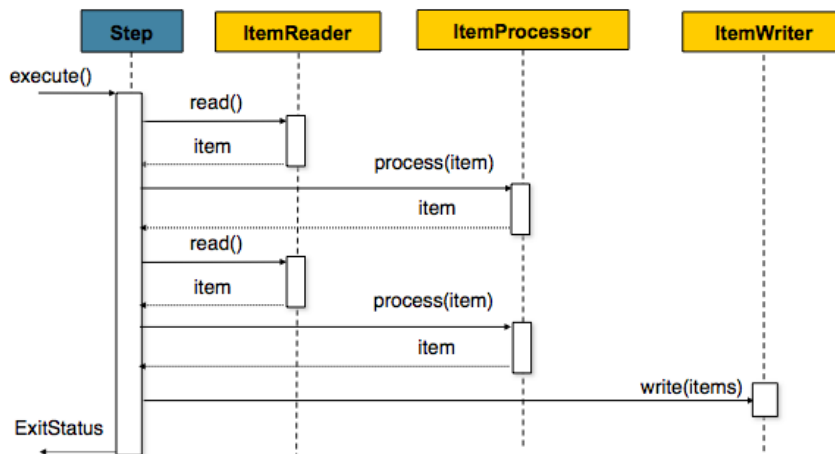 Step
ItemReader
ItemProcessor
ItemWriter
execute()
read()
item
process(item)
item
read()
item
process(item)
item
write(items)
ExitStatus